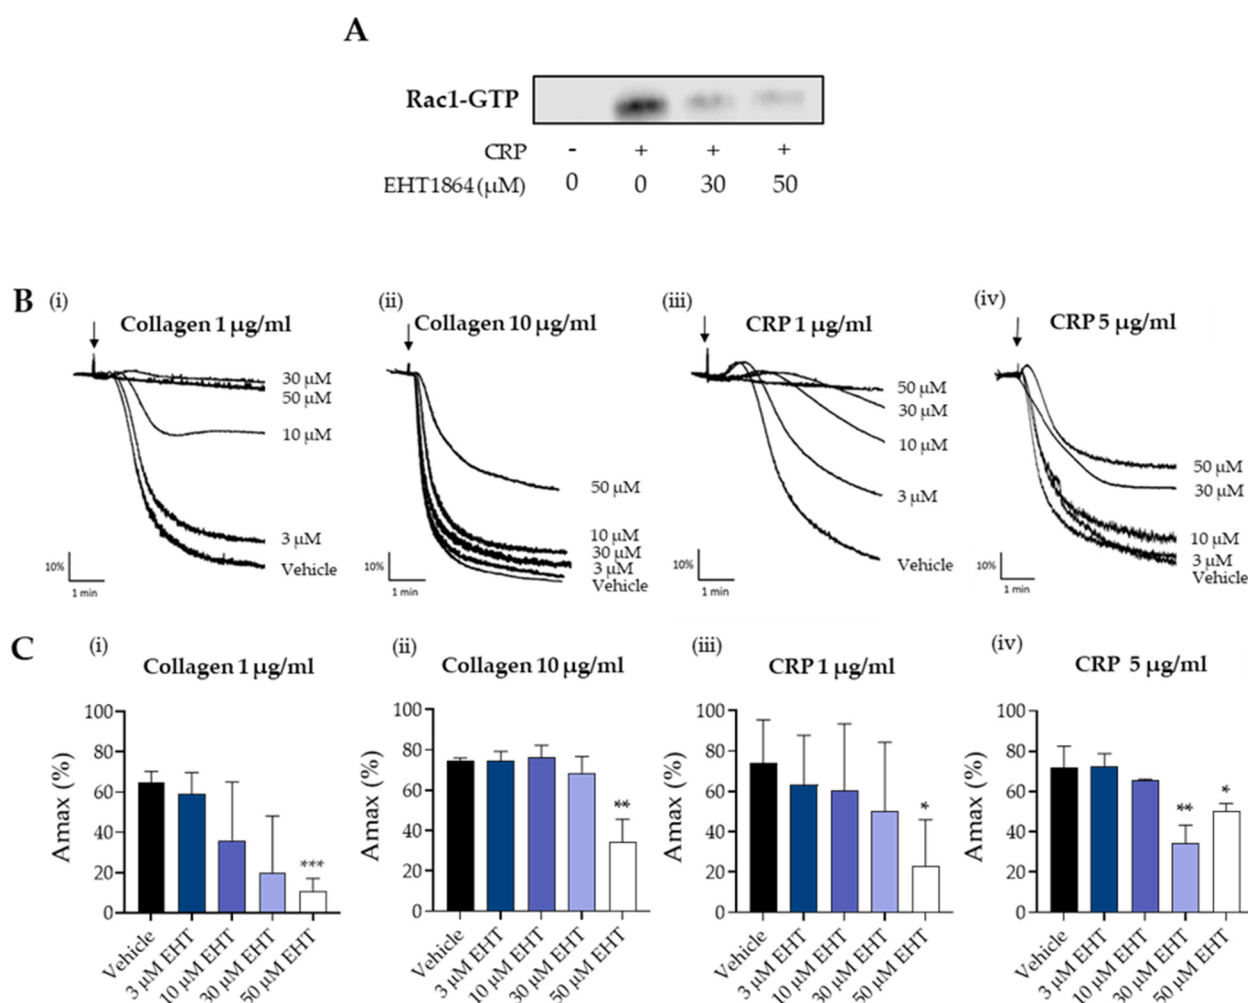 A
Rac1-GTP
CRP - + + +
EHT1864 (μM) 0 0 30 50
B
(i)
Collagen 1 μg/ml
30 μM
50 μM
10 μM
3 μM
Vehicle
10%
1 min
(ii)
Collagen 10 μg/ml
50 μM
10 μM
30 μM
3 μM
Vehicle
10%
1 min
(iii)
CRP 1 μg/ml
50 μM
30 μM
10 μM
3 μM
Vehicle
10%
1 min
(iv)
CRP 5 μg/ml
50 μM
30 μM
10 μM
3 μM
Vehicle
10%
1 min
C
(i)
Collagen 1 μg/ml
Amax (%)
100
80
60
40
20
0
***
Vehicle
3 μM EHT
10 μM EHT
30 μM EHT
50 μM EHT
(ii)
Collagen 10 μg/ml
Amax (%)
100
80
60
40
20
0
**
Vehicle
3 μM EHT
10 μM EHT
30 μM EHT
50 μM EHT
(iii)
CRP 1 μg/ml
Amax (%)
100
80
60
40
20
0
*
Vehicle
3 μM EHT
10 μM EHT
30 μM EHT
50 μM EHT
(iv)
CRP 5 μg/ml
Amax (%)
100
80
60
40
20
0
**
*
Vehicle
3 μM EHT
10 μM EHT
30 μM EHT
50 μM EHT